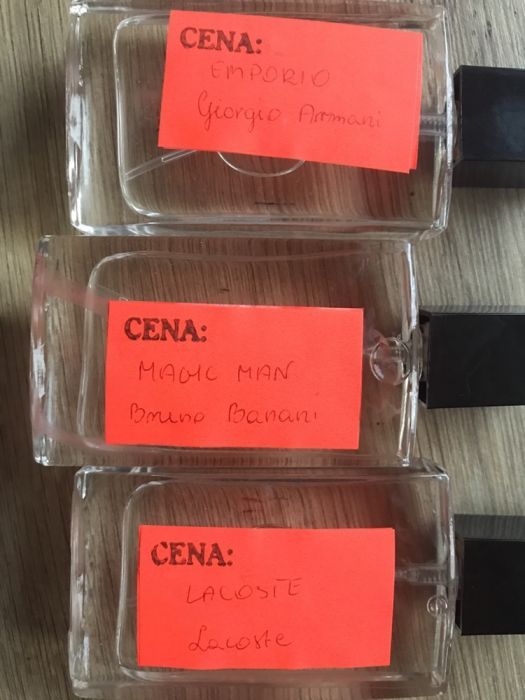 CENA:
EMPORIO
Giorgio Armani
CENA:
MAGIC MAN
Bruno Banani
CENA:
LACOSTE
Lacoste